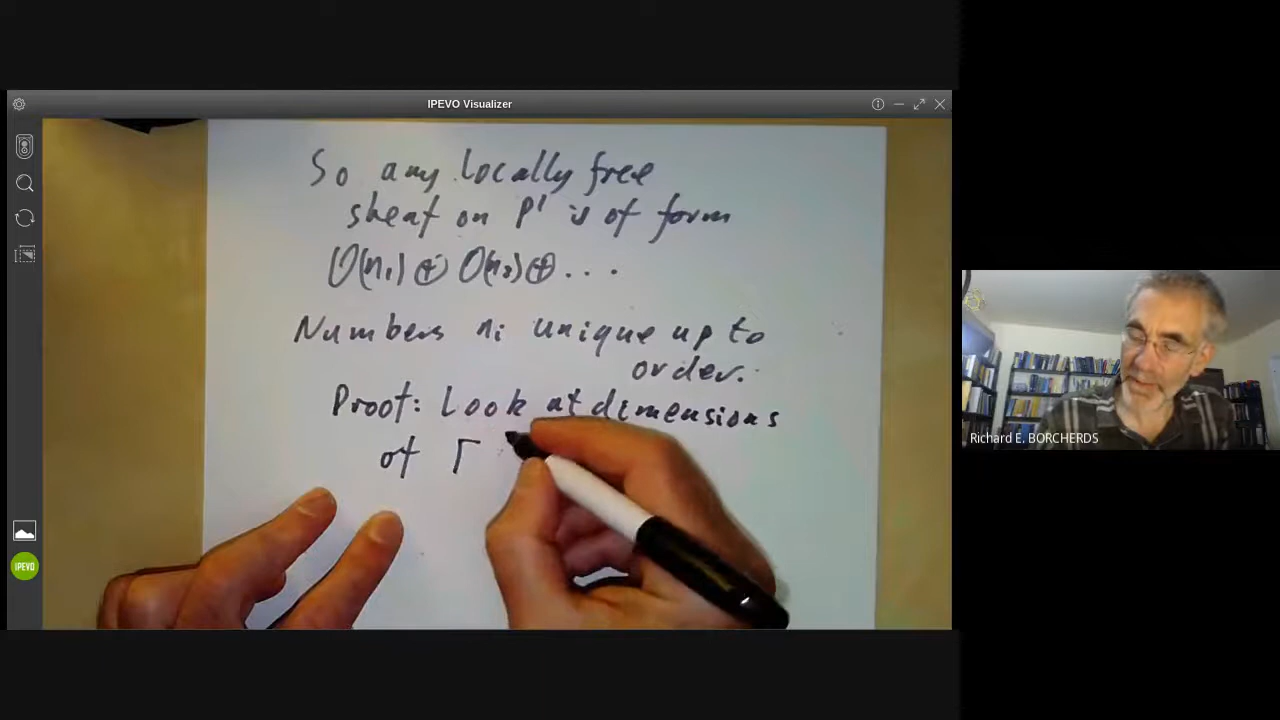 IPEVO Visualizer
So any locally free
sheaf on P¹ is of form
O(n₁) ⊕ O(n₂) ⊕ . . .
Numbers nᵢ unique up to
order.
Proof: Look at dimensions
of Γ
Richard E. BORCHERDS
IPEVO